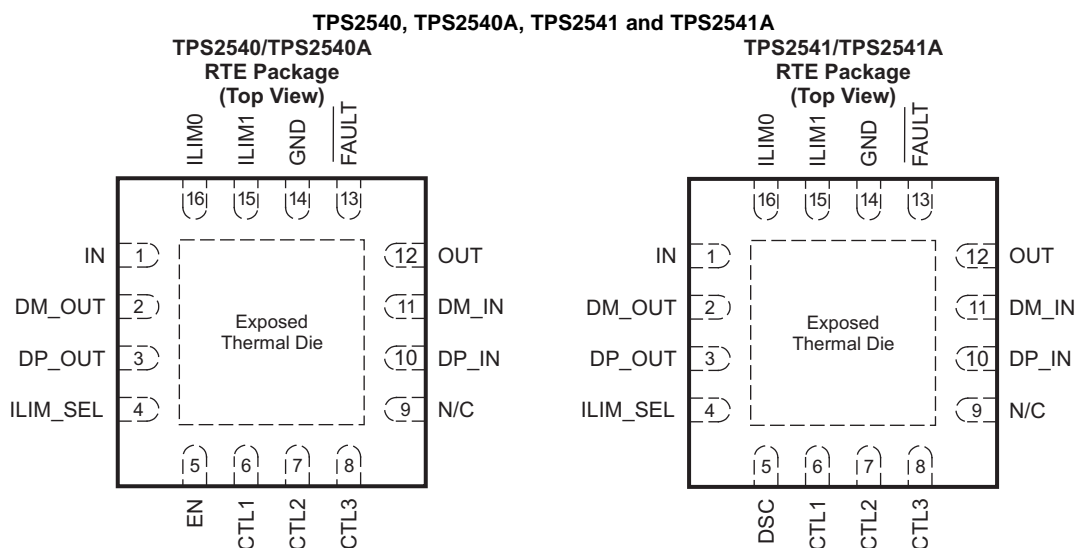 TPS2540, TPS2540A, TPS2541 and TPS2541A
TPS2540/TPS2540A
RTE Package
(Top View)
ILIM0
ILIM1
GND
FAULT
16
15
14
13
IN
1
DM_OUT
2
DP_OUT
3
ILIM_SEL
4
Exposed
Thermal Die
12
OUT
11
DM_IN
10
DP_IN
9
N/C
5
6
7
8
EN
CTL1
CTL2
CTL3
TPS2541/TPS2541A
RTE Package
(Top View)
ILIM0
ILIM1
GND
FAULT
16
15
14
13
IN
1
DM_OUT
2
DP_OUT
3
ILIM_SEL
4
Exposed
Thermal Die
12
OUT
11
DM_IN
10
DP_IN
9
N/C
5
6
7
8
DSC
CTL1
CTL2
CTL3